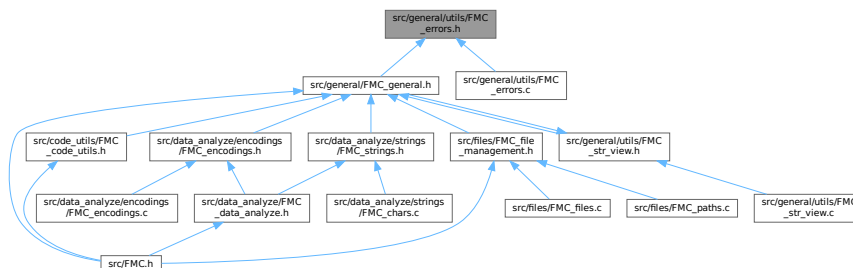 src/general/utils/FMC
_errors.h
src/general/FMC_general.h
src/general/utils/FMC
_errors.c
src/code_utils/FMC
_code_utils.h
src/data_analyze/encodings
/FMC_encodings.h
src/data_analyze/strings
/FMC_strings.h
src/files/FMC_file
_management.h
src/general/utils/FMC
_str_view.h
src/data_analyze/encodings
/FMC_encodings.c
src/data_analyze/FMC
_data_analyze.h
src/data_analyze/strings
/FMC_chars.c
src/files/FMC_files.c
src/files/FMC_paths.c
src/general/utils/FMC
_str_view.c
src/FMC.h